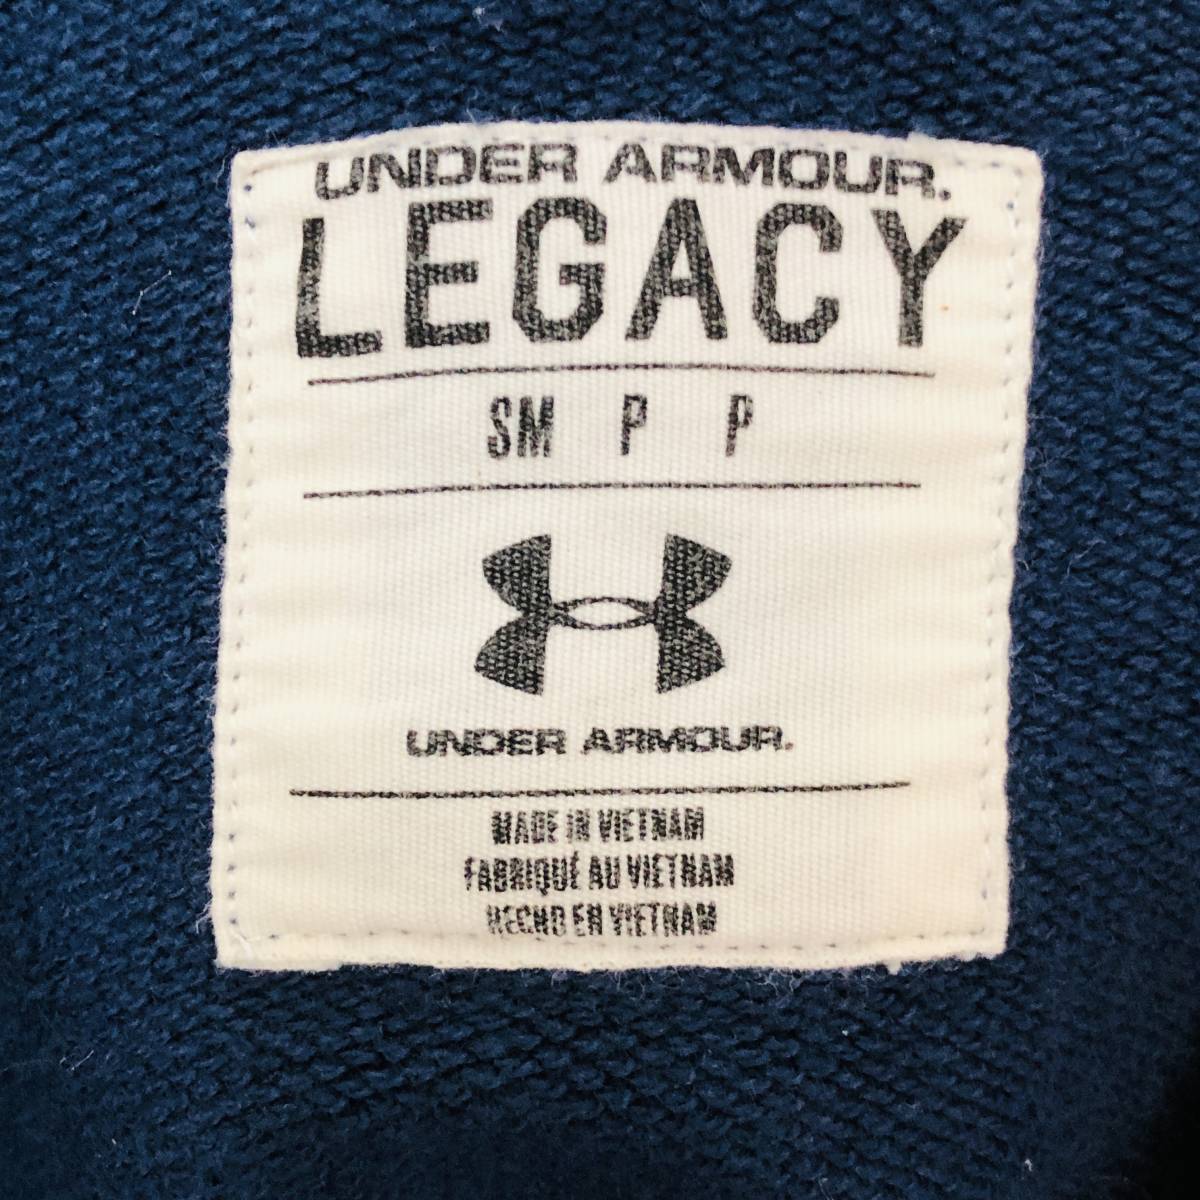 UNDER ARMOUR.
LEGACY
SM P P
UNDER ARMOUR.
MADE IN VIETNAM
FABRIQUÉ AU VIETNAM
HECHO EN VIETNAM